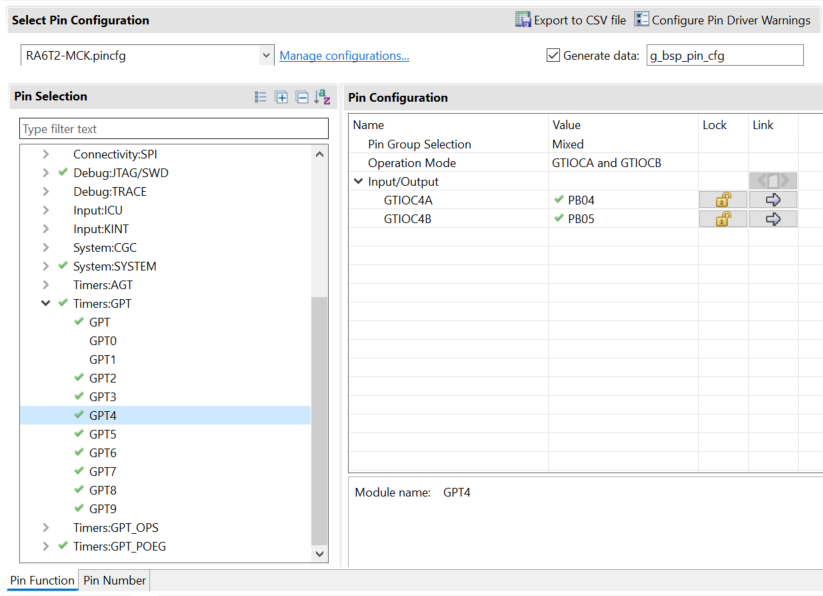 Select Pin Configuration
Export to CSV file Configure Pin Driver Warnings
RA6T2-MCK.pincfg Manage configurations... Generate data: g_bsp_pin_cfg
Pin Selection
Type filter text
Connectivity:SPI
Debug:JTAG/SWD
Debug:TRACE
Input:ICU
Input:KINT
System:CGC
System:SYSTEM
Timers:AGT
Timers:GPT
GPT
GPT0
GPT1
GPT2
GPT3
GPT4
GPT5
GPT6
GPT7
GPT8
GPT9
Timers:GPT_OPS
Timers:GPT_POEG
Pin Configuration
Name Value Lock Link
Pin Group Selection Mixed
Operation Mode GTIOCA and GTIOCB
Input/Output
GTIOC4A PB04
GTIOC4B PB05
Module name: GPT4
Pin Function Pin Number